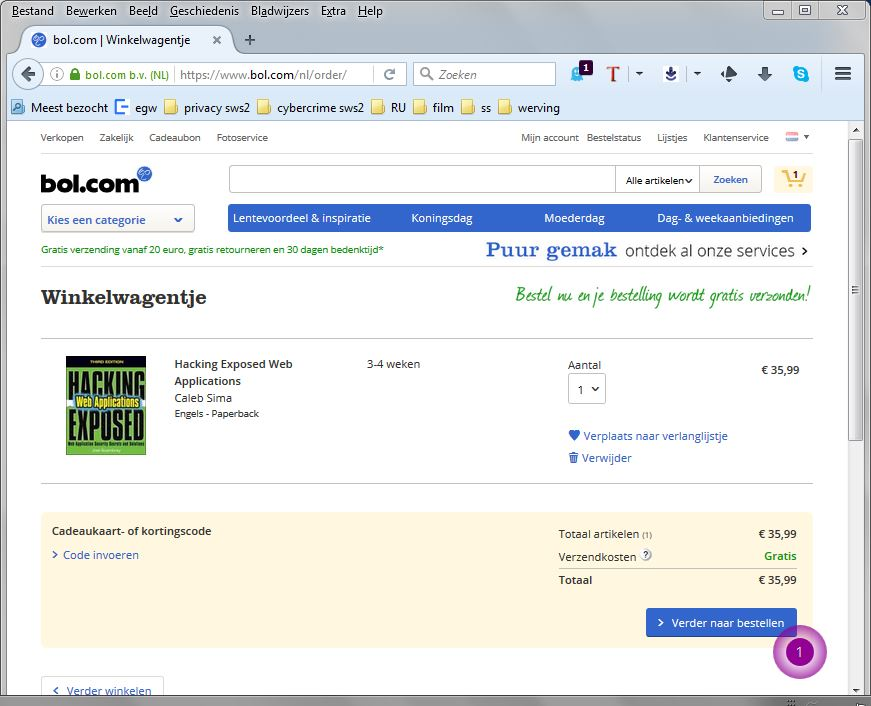 Bestand Bewerken Beeld Geschiedenis Bladwijzers Extra Help
bol.com | Winkelwagentje
bol.com b.v. (NL) https://www.bol.com/nl/order/ Zoeken 1
Meest bezocht egw privacy sws2 cybercrime sws2 RU film ss werving
Verkopen Zakelijk Cadeaubon Fotoservice Mijn account Bestelstatus Lijstjes Klantenservice
bol.com Alle artikelen Zoeken 1
Kies een categorie Lentevoordeel & inspiratie Koningsdag Moederdag Dag- & weekaanbiedingen
Gratis verzending vanaf 20 euro, gratis retourneren en 30 dagen bedenktijd* Puur gemak ontdek al onze services
Winkelwagentje Bestel nu en je bestelling wordt gratis verzonden!
THIRD EDITION
HACKING
Web Applications
EXPOSED
Web Application Security Secrets and Solutions
Hacking Exposed Web
Applications
Caleb Sima
Engels - Paperback
3-4 weken
Aantal
1
€ 35,99
Verplaats naar verlanglijstje
Verwijder
Cadeaukaart- of kortingscode
Code invoeren
Totaal artikelen (1) € 35,99
Verzendkosten ? Gratis
Totaal € 35,99
Verder naar bestellen
1
Verder winkelen